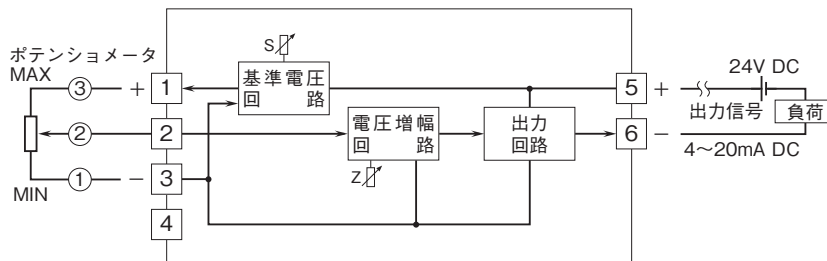 ポテンショメータ
MAX
③
+
1
S
基準電圧
回 路
5
+
24V DC
出力信号
負荷
②
2
電圧増幅
回 路
Z
出力
回路
6
−
4〜20mA DC
①
−
3
MIN
4